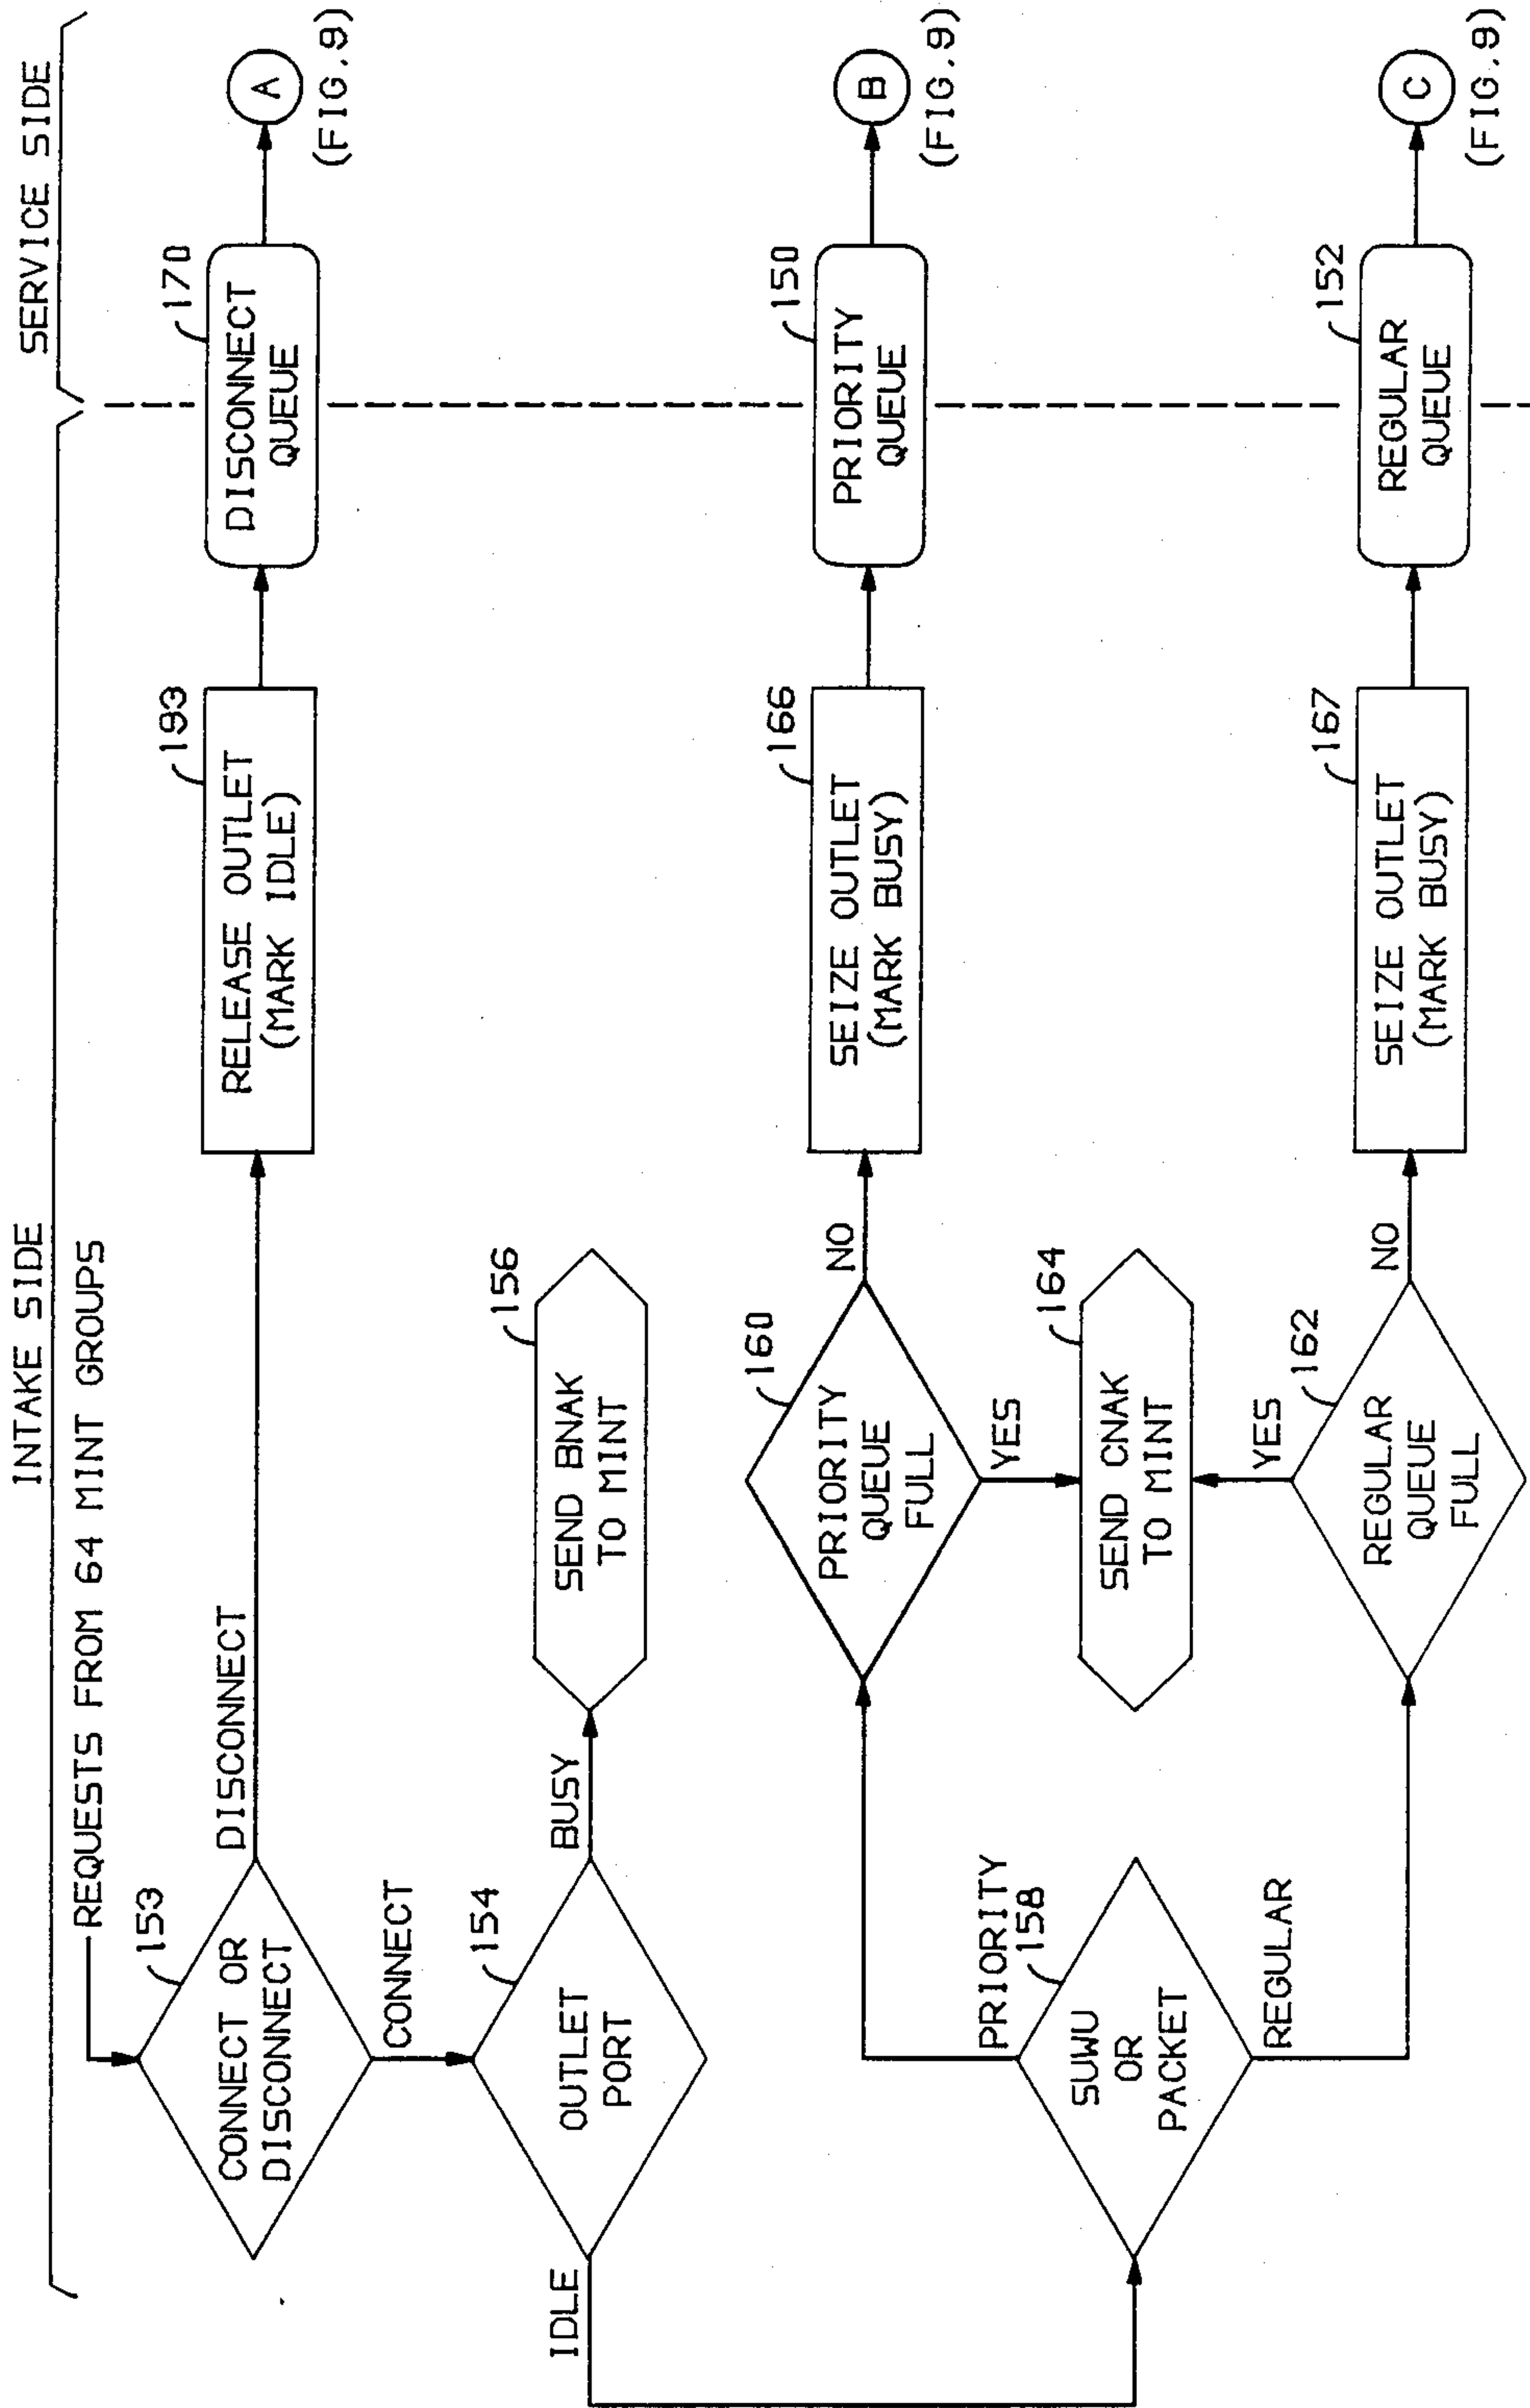 INTAKE SIDE
SERVICE SIDE
REQUESTS FROM 64 MINT GROUPS
153
CONNECT OR
DISCONNECT
DISCONNECT
193
RELEASE OUTLET
(MARK IDLE)
170
DISCONNECT
QUEUE
A
(FIG.9)
CONNECT
154
OUTLET
PORT
BUSY
156
SEND BNAK
TO MINT
IDLE
PRIORITY
158
SUWU
OR
PACKET
REGULAR
160
PRIORITY
QUEUE
FULL
NO
166
SEIZE OUTLET
(MARK BUSY)
150
PRIORITY
QUEUE
B
(FIG.9)
YES
164
SEND CNAK
TO MINT
YES
162
REGULAR
QUEUE
FULL
NO
167
SEIZE OUTLET
(MARK BUSY)
152
REGULAR
QUEUE
C
(FIG.9)